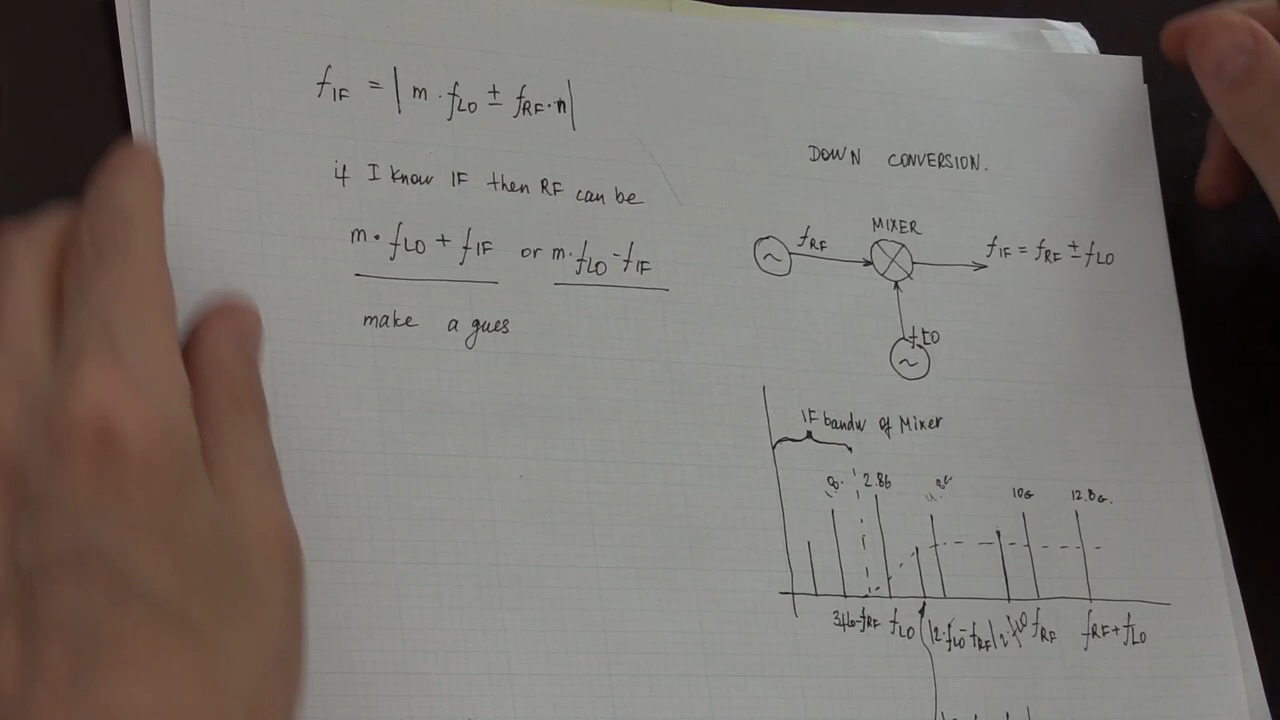 f_IF = | m · f_LO ± f_RF · n |
if I know IF then RF can be
m · f_LO + f_IF or m · f_LO - f_IF
make a gues
DOWN CONVERSION.
MIXER
f_RF
f_IF = f_RF ± f_LO
f_LO
IF bandw of Mixer
2.8G
10G 12.8G.
3f_LO-f_RF f_LO |2·f_LO-f_RF| f_RF f_RF + f_LO